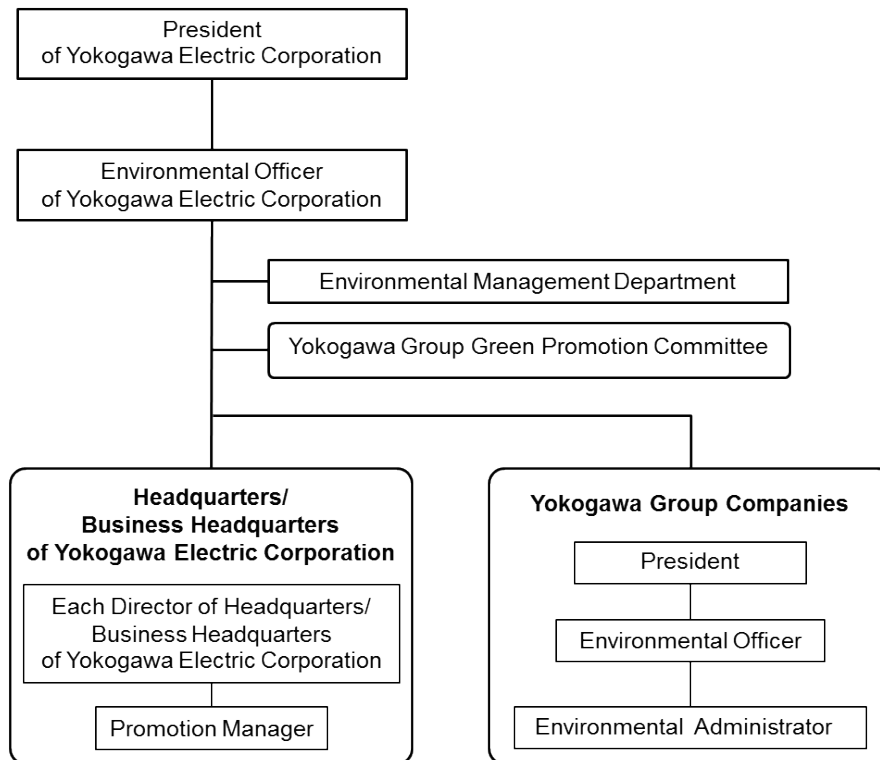 President
of Yokogawa Electric Corporation
Environmental Officer
of Yokogawa Electric Corporation
Environmental Management Department
Yokogawa Group Green Promotion Committee
Headquarters/
Business Headquarters
of Yokogawa Electric Corporation
Each Director of Headquarters/
Business Headquarters
of Yokogawa Electric Corporation
Promotion Manager
Yokogawa Group Companies
President
Environmental Officer
Environmental Administrator